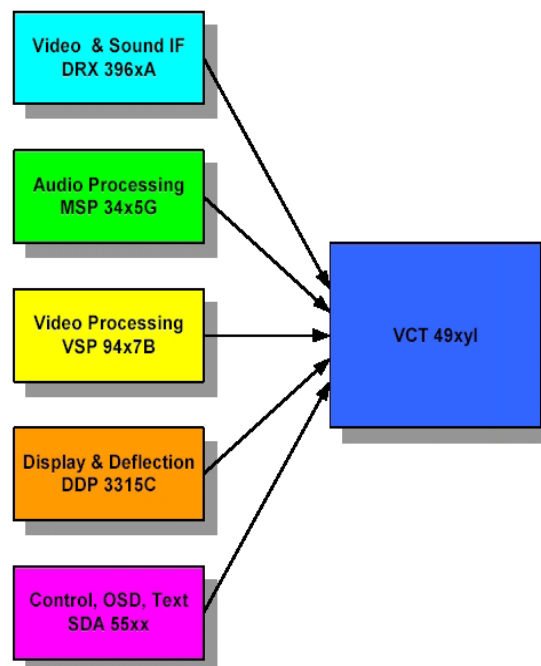 Video & Sound IF
DRX 396xA
Audio Processing
MSP 34x5G
Video Processing
VSP 94x7B
VCT 49xyI
Display & Deflection
DDP 3315C
Control, OSD, Text
SDA 55xx